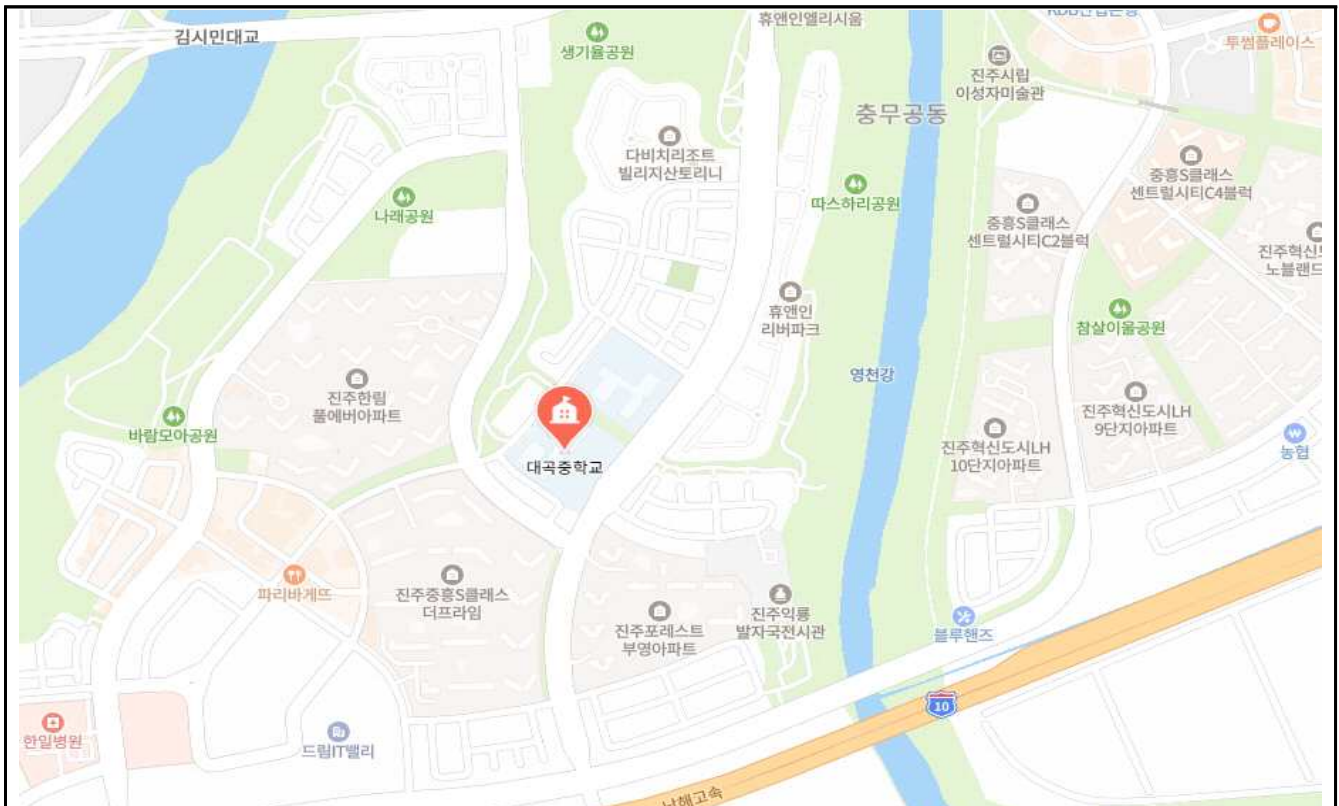 휴앤인엘리시움
김시민대교
생기율공원
투썸플레이스
진주시립
이성자미술관
충무공동
다비치리조트
빌리지산토리니
중흥S클래스
센트럴시티C4블럭
나래공원
따스하리공원
중흥S클래스
센트럴시티C2블럭
진주혁신도
노블랜드
휴앤인
리버파크
참살이울공원
영천강
진주한림
풀에버아파트
진주혁신도시LH
9단지아파트
바람모아공원
진주혁신도시LH
10단지아파트
농협
대곡중학교
파리바게뜨
진주중흥S클래스
더프라임
진주포레스트
부영아파트
진주익룡
발자국전시관
블루핸즈
10
한일병원
드림IT밸리
남해고속